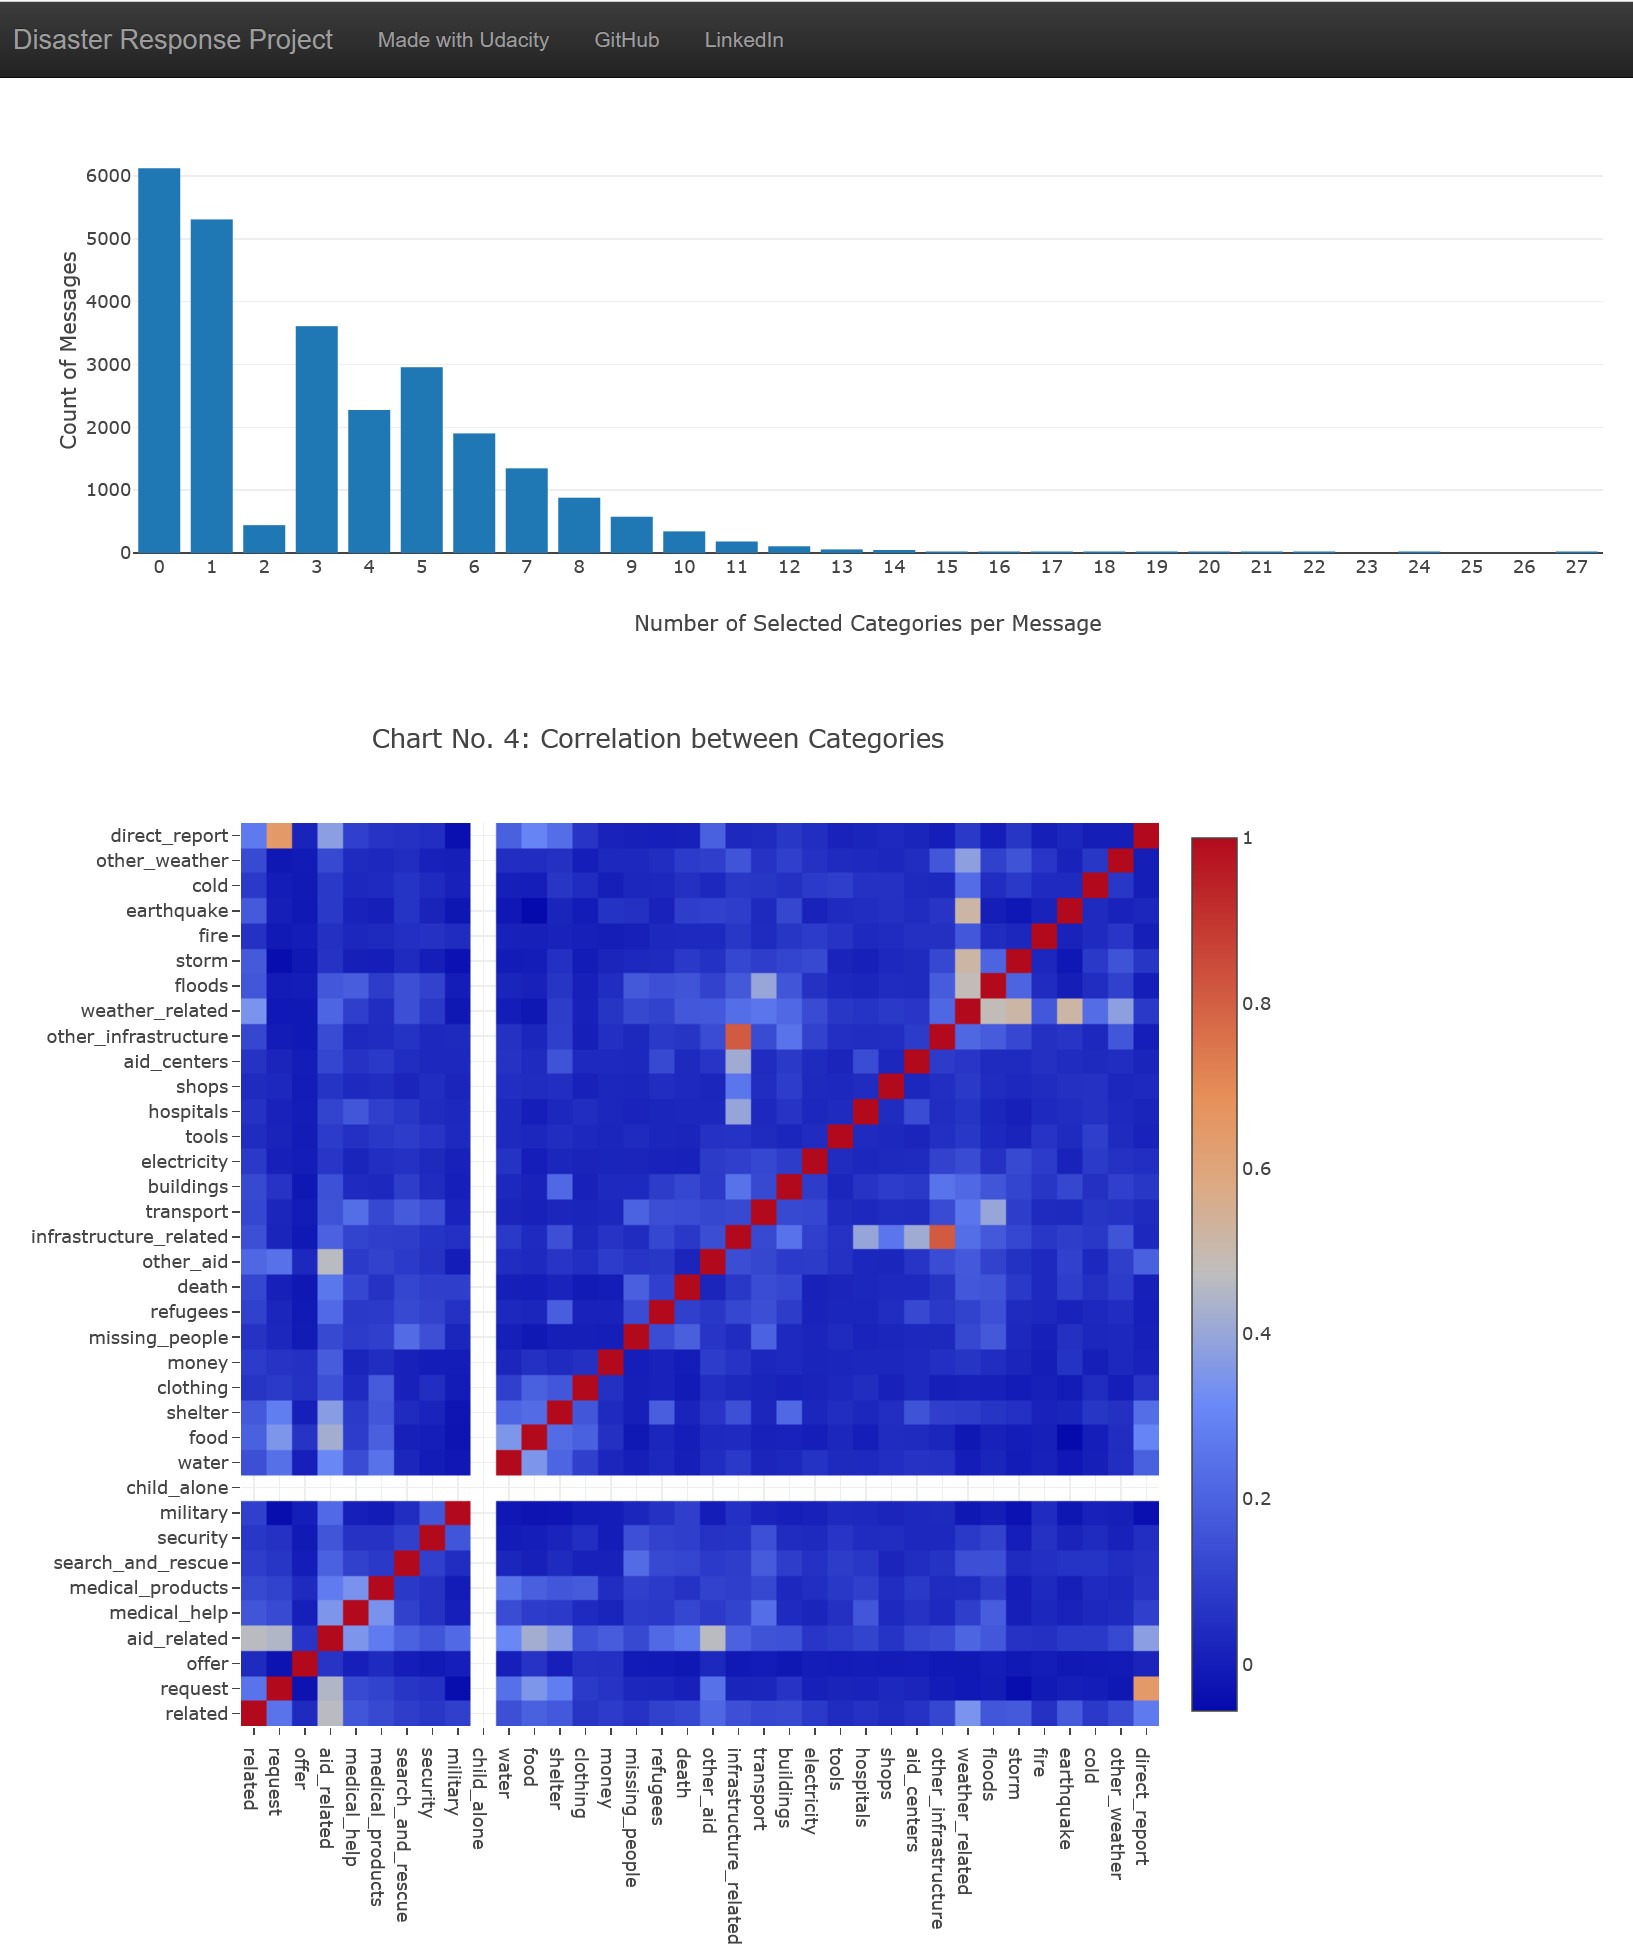 Disaster Response Project Made with Udacity GitHub LinkedIn
6000
5000
4000
3000
2000
1000
0
Count of Messages
0 1 2 3 4 5 6 7 8 9 10 11 12 13 14 15 16 17 18 19 20 21 22 23 24 25 26 27
Number of Selected Categories per Message
Chart No. 4: Correlation between Categories
direct_report
other_weather
cold
earthquake
fire
storm
floods
weather_related
other_infrastructure
aid_centers
shops
hospitals
tools
electricity
buildings
transport
infrastructure_related
other_aid
death
refugees
missing_people
money
clothing
shelter
food
water
child_alone
military
security
search_and_rescue
medical_products
medical_help
aid_related
offer
request
related
related
request
offer
aid_related
medical_help
medical_products
search_and_rescue
security
military
child_alone
water
food
shelter
clothing
money
missing_people
refugees
death
other_aid
infrastructure_related
transport
buildings
electricity
tools
hospitals
shops
aid_centers
other_infrastructure
weather_related
floods
storm
fire
earthquake
cold
other_weather
direct_report
1
0.8
0.6
0.4
0.2
0